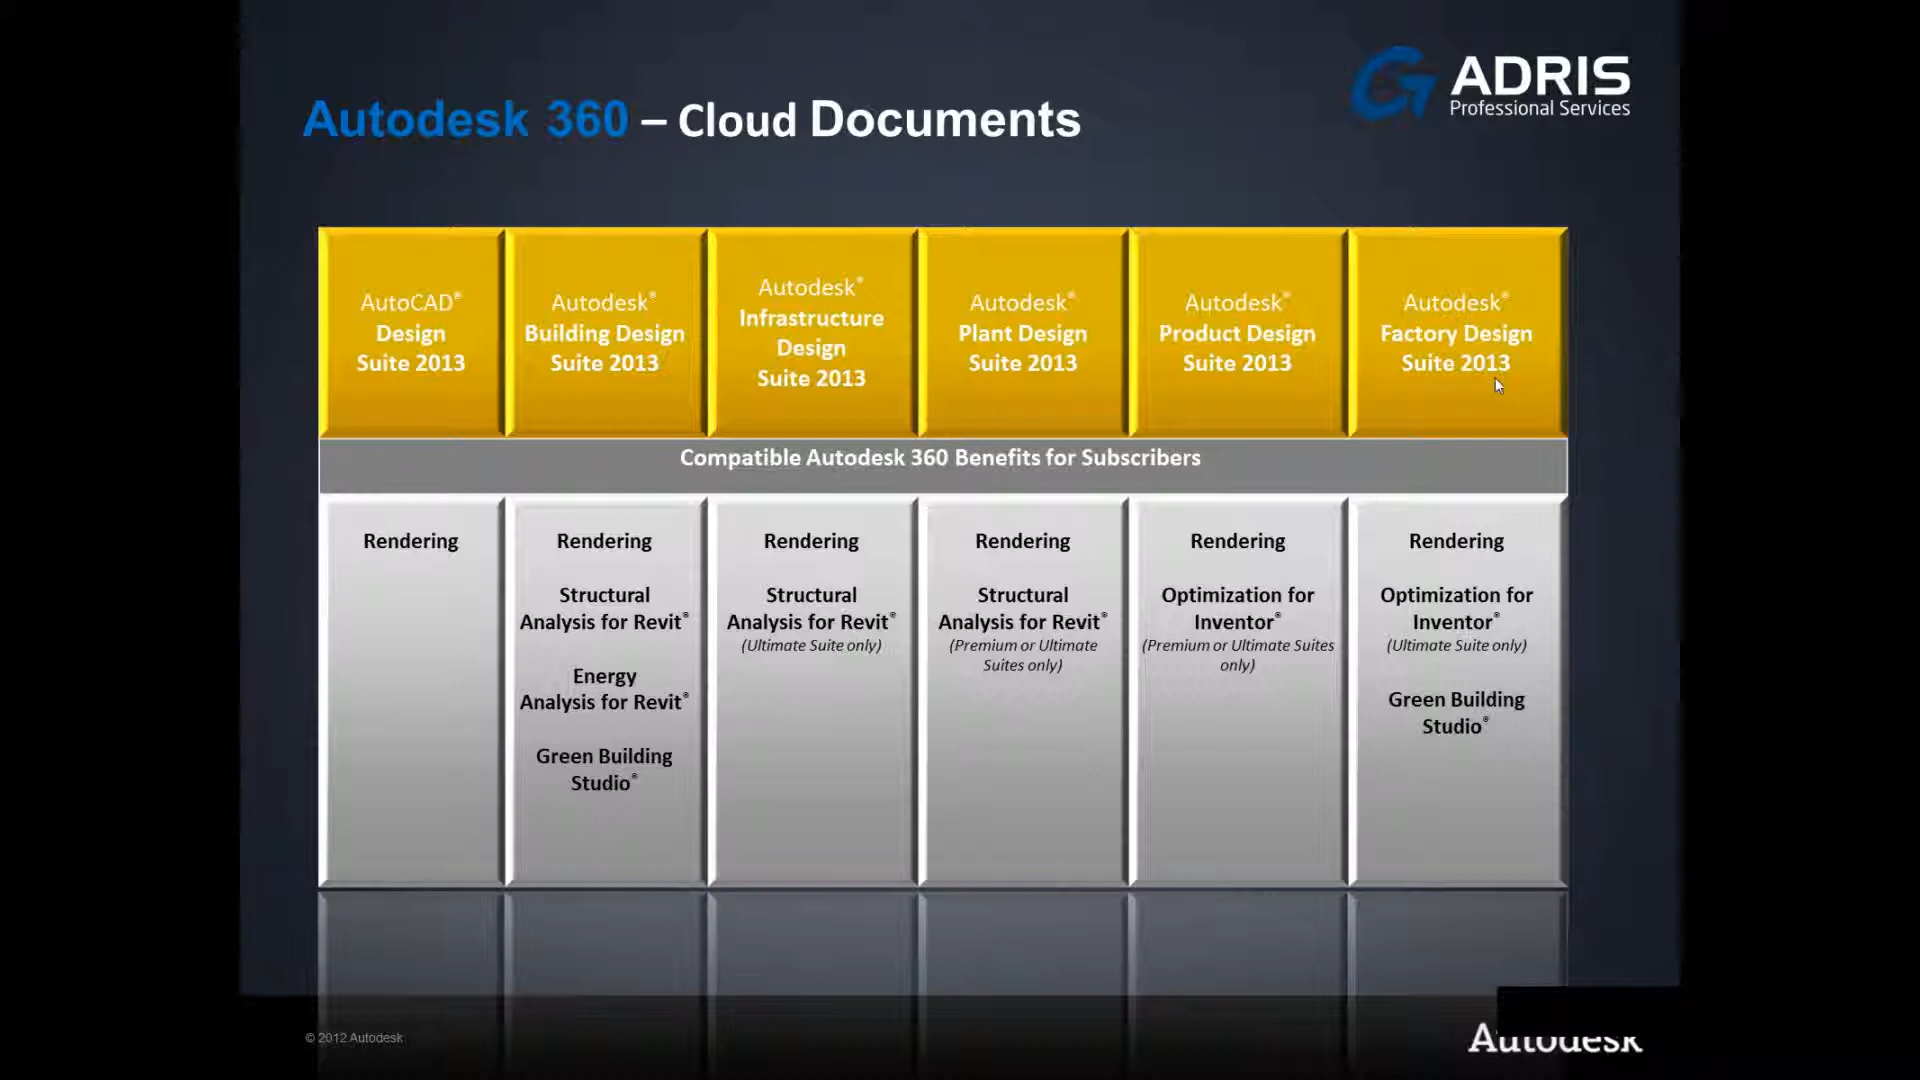 ADRIS
Professional Services
Autodesk 360 – Cloud Documents
AutoCAD®
Design
Suite 2013
Autodesk®
Building Design
Suite 2013
Autodesk®
Infrastructure
Design
Suite 2013
Autodesk®
Plant Design
Suite 2013
Autodesk®
Product Design
Suite 2013
Autodesk®
Factory Design
Suite 2013
Compatible Autodesk 360 Benefits for Subscribers
Rendering
Rendering
Structural
Analysis for Revit®
Energy
Analysis for Revit®
Green Building
Studio®
Rendering
Structural
Analysis for Revit®
(Ultimate Suite only)
Rendering
Structural
Analysis for Revit®
(Premium or Ultimate
Suites only)
Rendering
Optimization for
Inventor®
(Premium or Ultimate Suites
only)
Rendering
Optimization for
Inventor®
(Ultimate Suite only)
Green Building
Studio®
© 2012 Autodesk
Autodesk